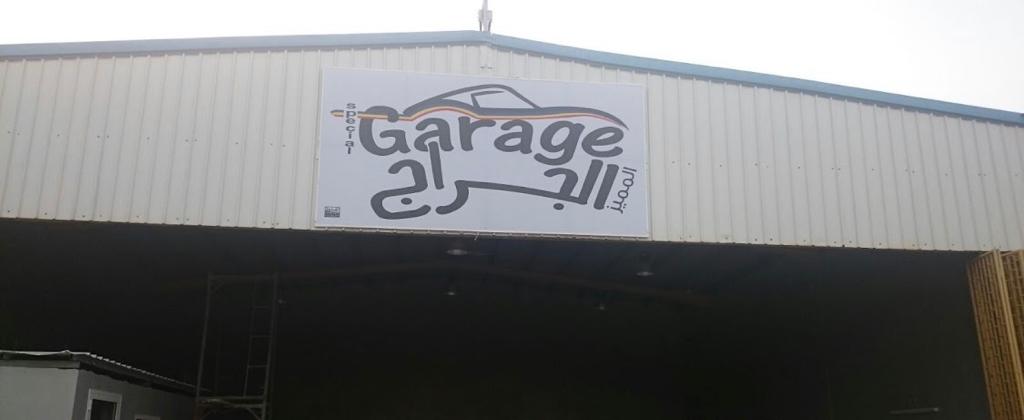 special
Garage
الجراج
المميز